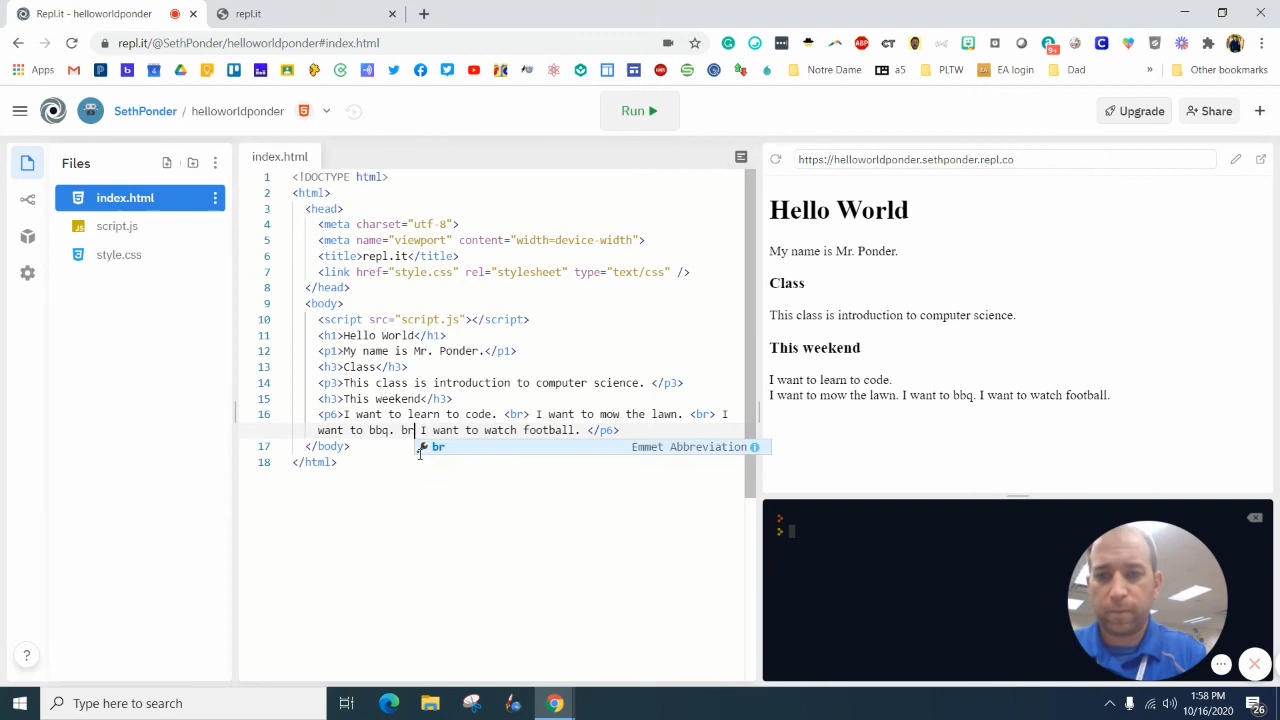 Repl.it - helloworldponder
repl.it
repl.it/@SethPonder/helloworldponder#index.html
Apps
Notre Dame
a5
PLTW
EA login
Dad
Other bookmarks
SethPonder / helloworldponder
Run
Upgrade
Share
Files
index.html
script.js
style.css
index.html
1 <!DOCTYPE html>
2 <html>
3 <head>
4 <meta charset="utf-8">
5 <meta name="viewport" content="width=device-width">
6 <title>repl.it</title>
7 <link href="style.css" rel="stylesheet" type="text/css" />
8 </head>
9 <body>
10 <script src="script.js"></script>
11 <h1>Hello World</h1>
12 <p1>My name is Mr. Ponder.</p1>
13 <h3>Class</h3>
14 <p3>This class is introduction to computer science. </p3>
15 <h3>This weekend</h3>
16 <p6>I want to learn to code. <br> I want to mow the lawn. <br> I
want to bbq. br I want to watch football. </p6>
br Emmet Abbreviation
17 </body>
18 </html>
https://helloworldponder.sethponder.repl.co
Hello World
My name is Mr. Ponder.
Class
This class is introduction to computer science.
This weekend
I want to learn to code.
I want to mow the lawn. I want to bbq. I want to watch football.
Type here to search
1:58 PM
10/16/2020
26